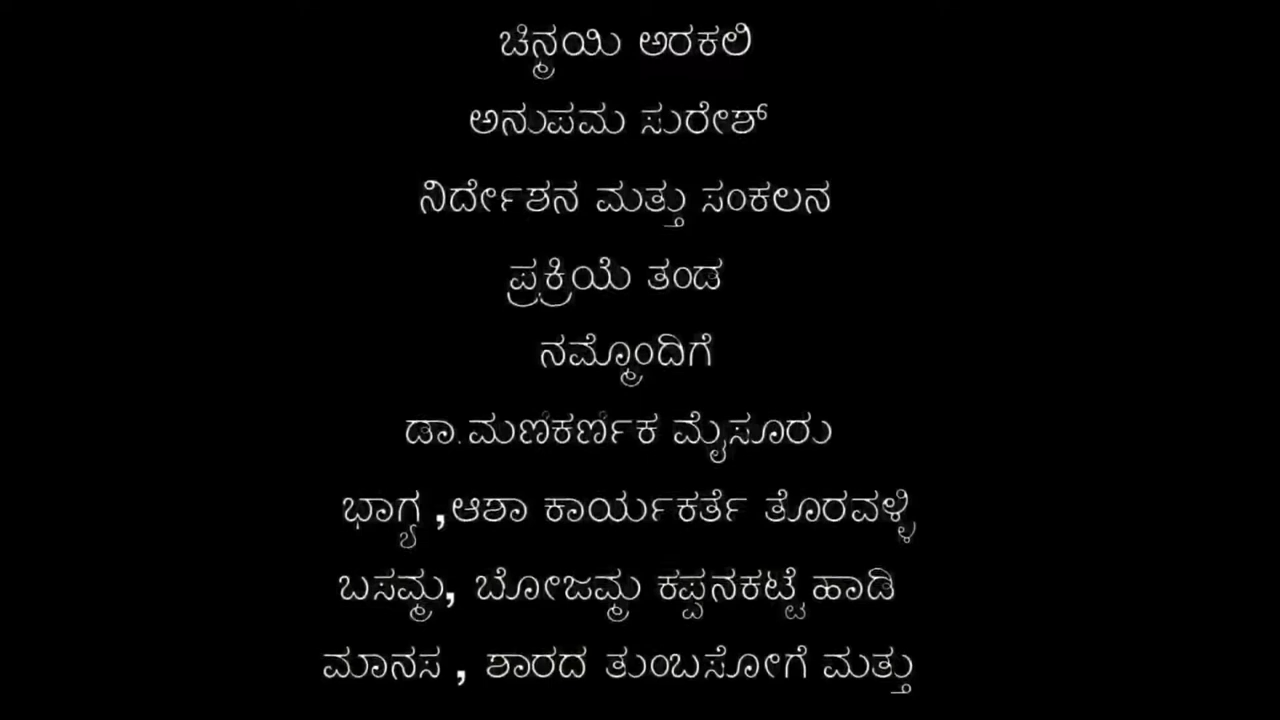 ಚಿನ್ಮಯಿ ಅರಕಲಿ
ಅನುಪಮ ಸುರೇಶ್
ನಿರ್ದೇಶನ ಮತ್ತು ಸಂಕಲನ
ಪ್ರಕ್ರಿಯೆ ತಂಡ
ನಮ್ಮೊಂದಿಗೆ
ಡಾ.ಮಣಿಕರ್ಣಿಕ ಮೈಸೂರು
ಭಾಗ್ಯ ,ಆಶಾ ಕಾರ್ಯಕರ್ತೆ ತೊರವಳ್ಳಿ
ಬಸಮ್ಮ, ಬೋಜಮ್ಮ ಕಪ್ಪನಕಟ್ಟೆ ಹಾಡಿ
ಮಾನಸ , ಶಾರದ ತುಂಬಸೋಗೆ ಮತ್ತು